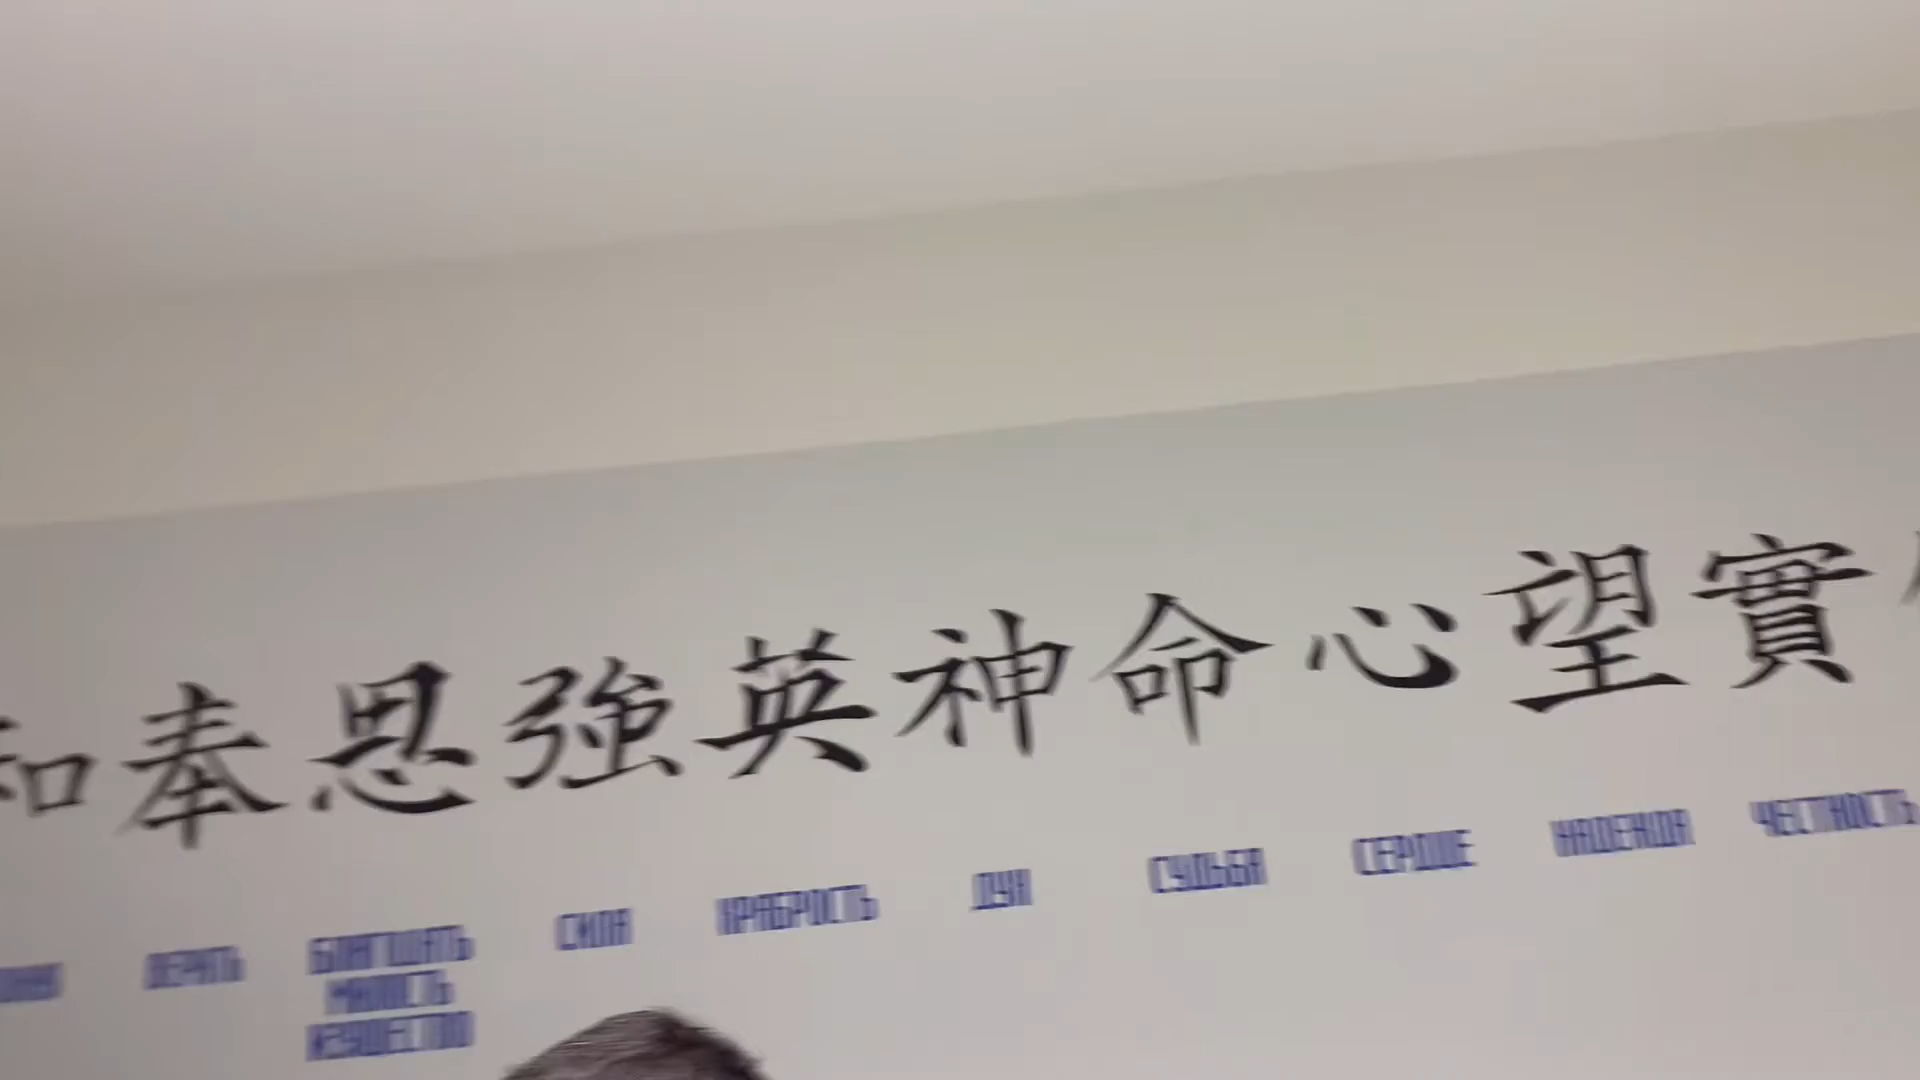 和奉恩強英神命心望實
ВЕРИТЬ
БЛАГОДАТЬ
МИЛОСТЬ
ИЗЯЩЕСТВО
СИЛА
ХРАБРОСТЬ
ДУХ
СУДЬБА
СЕРДЦЕ
НАДЕЖДА
ЧЕСТНОСТЬ